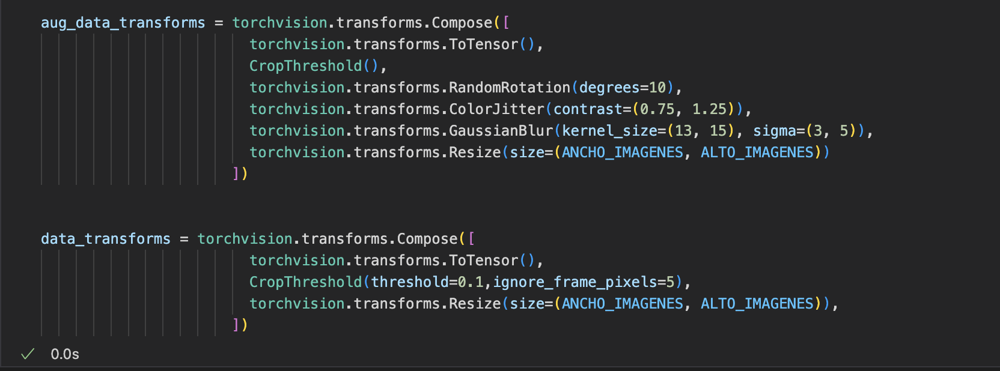 aug_data_transforms = torchvision.transforms.Compose([
torchvision.transforms.ToTensor(),
CropThreshold(),
torchvision.transforms.RandomRotation(degrees=10),
torchvision.transforms.ColorJitter(contrast=(0.75, 1.25)),
torchvision.transforms.GaussianBlur(kernel_size=(13, 15), sigma=(3, 5)),
torchvision.transforms.Resize(size=(ANCHO_IMAGENES, ALTO_IMAGENES))
])
data_transforms = torchvision.transforms.Compose([
torchvision.transforms.ToTensor(),
CropThreshold(threshold=0.1,ignore_frame_pixels=5),
torchvision.transforms.Resize(size=(ANCHO_IMAGENES, ALTO_IMAGENES)),
])
0.0s